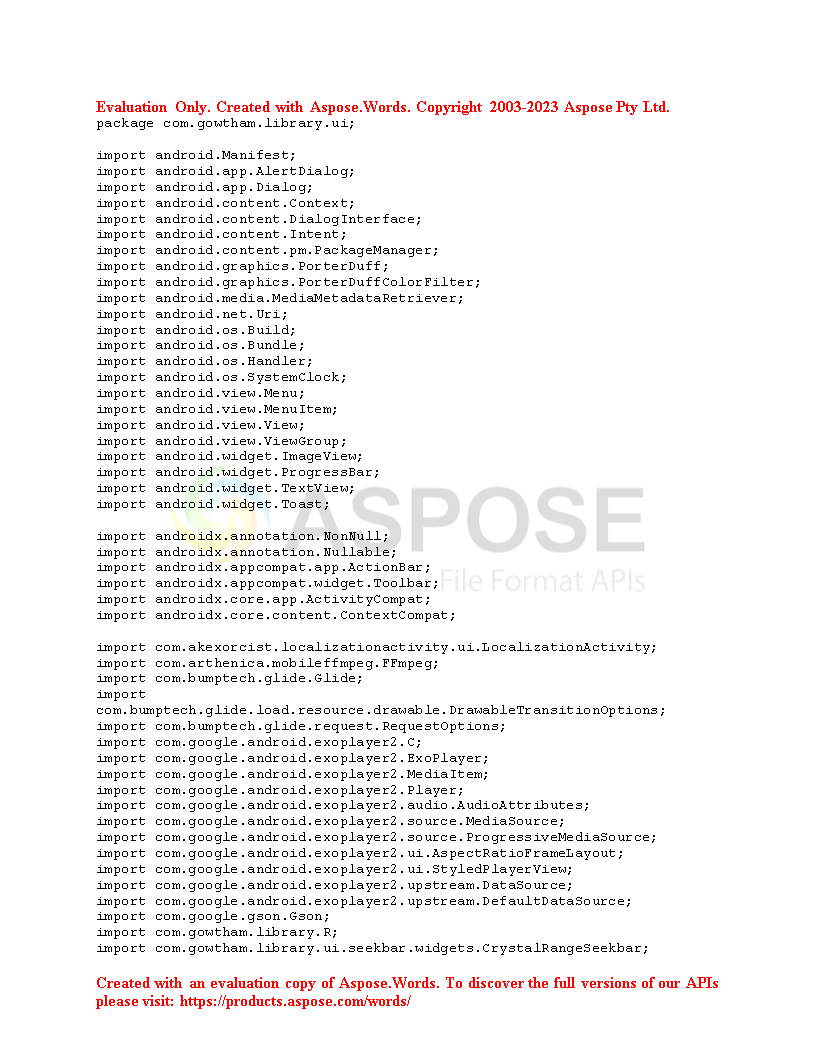 Evaluation Only. Created with Aspose.Words. Copyright 2003-2023 Aspose Pty Ltd.
package com.gowtham.library.ui;
import android.Manifest;
import android.app.AlertDialog;
import android.app.Dialog;
import android.content.Context;
import android.content.DialogInterface;
import android.content.Intent;
import android.content.pm.PackageManager;
import android.graphics.PorterDuff;
import android.graphics.PorterDuffColorFilter;
import android.media.MediaMetadataRetriever;
import android.net.Uri;
import android.os.Build;
import android.os.Bundle;
import android.os.Handler;
import android.os.SystemClock;
import android.view.Menu;
import android.view.MenuItem;
import android.view.View;
import android.view.ViewGroup;
import android.widget.ImageView;
import android.widget.ProgressBar;
import android.widget.TextView;
import android.widget.Toast;
ASPOSE
import androidx.annotation.NonNull;
import androidx.annotation.Nullable;
import androidx.appcompat.app.ActionBar;
import androidx.appcompat.widget.Toolbar;
File Format APIs
import androidx.core.app.ActivityCompat;
import androidx.core.content.ContextCompat;
import com.akexorcist.localizationactivity.ui.LocalizationActivity;
import com.arthenica.mobileffmpeg.FFmpeg;
import com.bumptech.glide.Glide;
import
com.bumptech.glide.load.resource.drawable.DrawableTransitionOptions;
import com.bumptech.glide.request.RequestOptions;
import com.google.android.exoplayer2.C;
import com.google.android.exoplayer2.ExoPlayer;
import com.google.android.exoplayer2.MediaItem;
import com.google.android.exoplayer2.Player;
import com.google.android.exoplayer2.audio.AudioAttributes;
import com.google.android.exoplayer2.source.MediaSource;
import com.google.android.exoplayer2.source.ProgressiveMediaSource;
import com.google.android.exoplayer2.ui.AspectRatioFrameLayout;
import com.google.android.exoplayer2.ui.StyledPlayerView;
import com.google.android.exoplayer2.upstream.DataSource;
import com.google.android.exoplayer2.upstream.DefaultDataSource;
import com.google.gson.Gson;
import com.gowtham.library.R;
import com.gowtham.library.ui.seekbar.widgets.CrystalRangeSeekbar;
Created with an evaluation copy of Aspose.Words. To discover the full versions of our APIs
please visit: https://products.aspose.com/words/